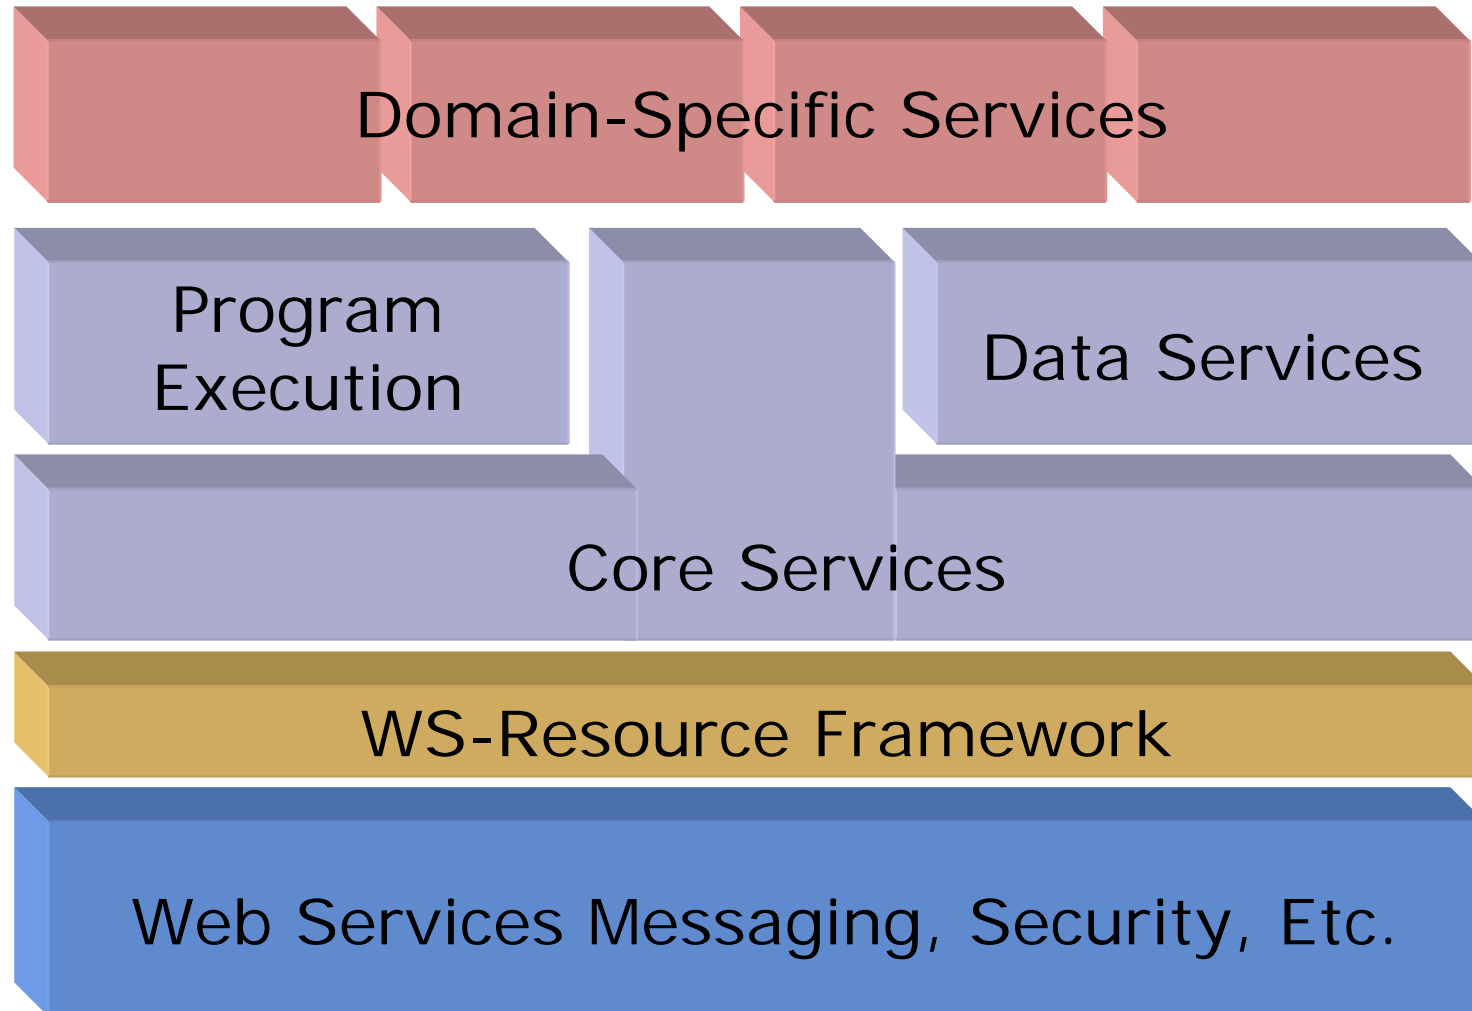 Domain-Specific Services
Program
Execution
Data Services
Core Services
WS-Resource Framework
Web Services Messaging, Security, Etc.